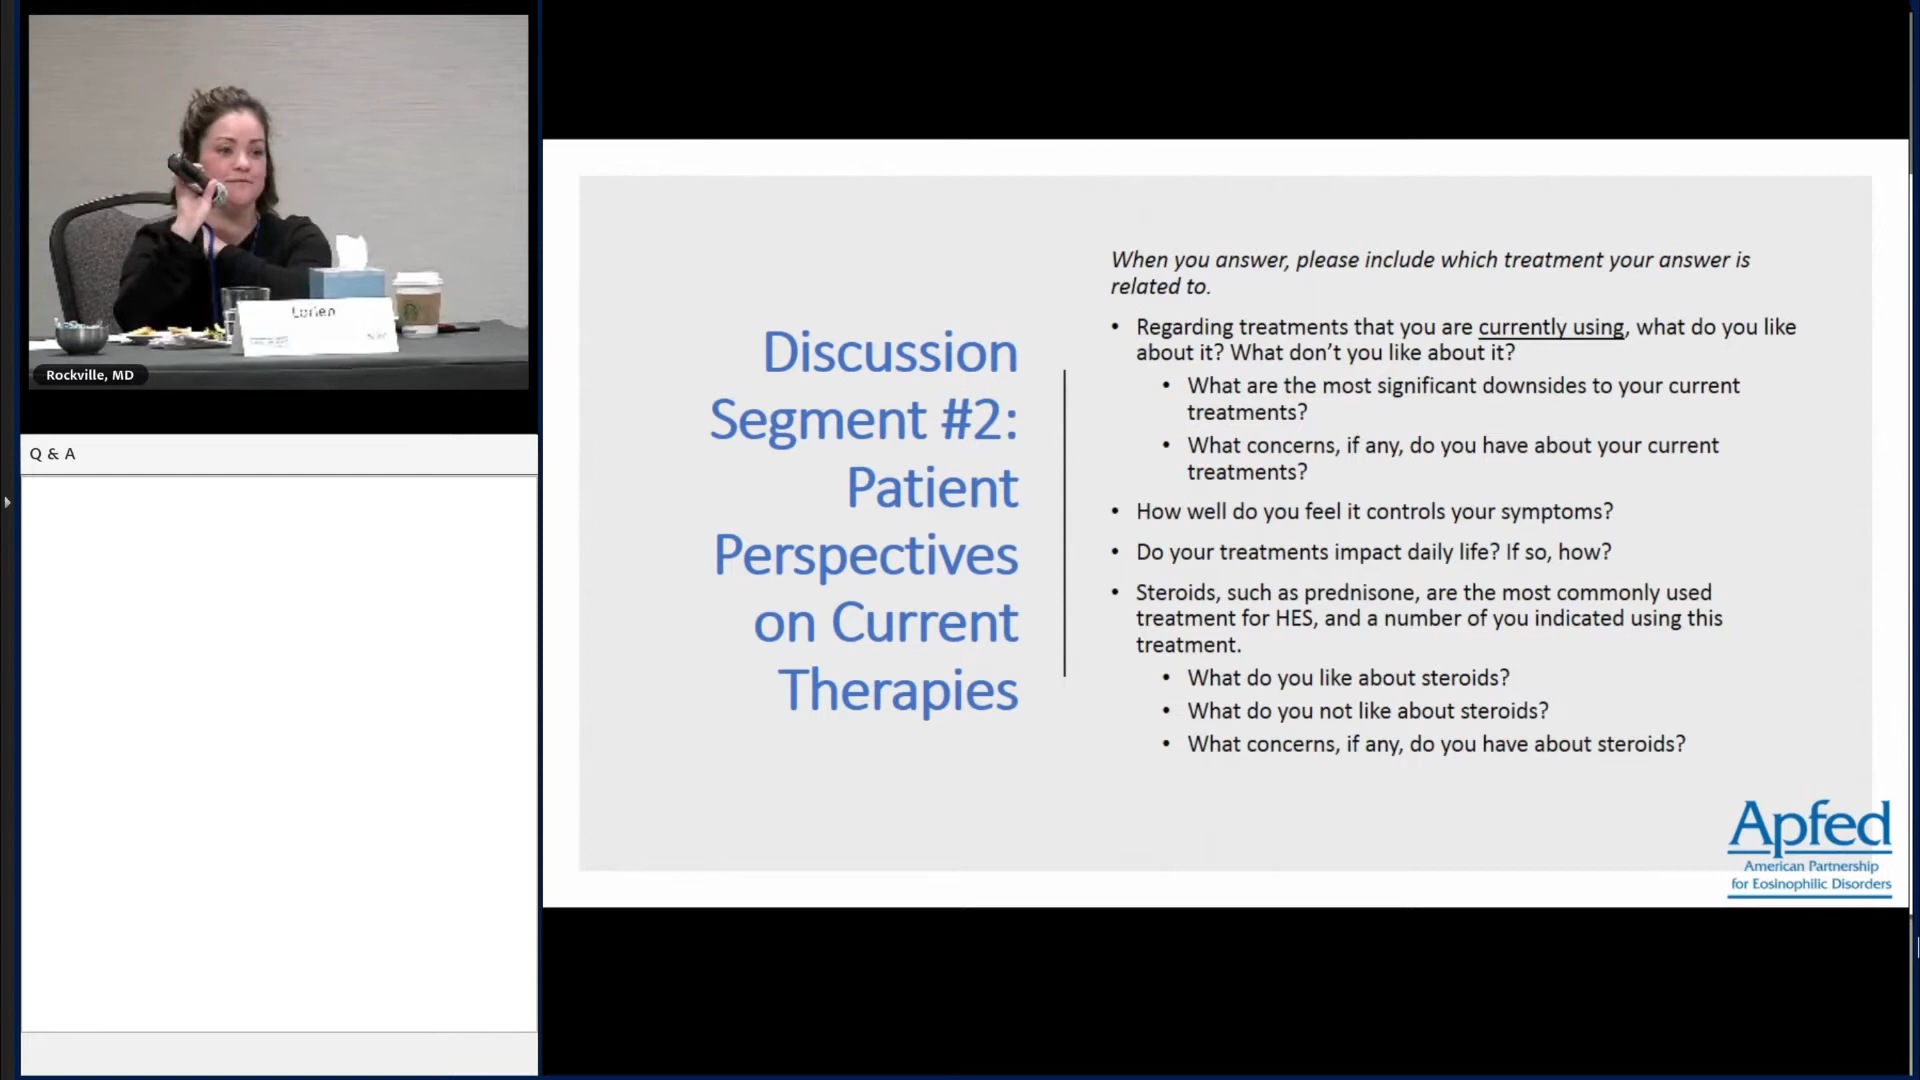 Lorien
Rockville, MD
Q & A
Discussion
Segment #2:
Patient
Perspectives
on Current
Therapies
When you answer, please include which treatment your answer is
related to.
• Regarding treatments that you are currently using, what do you like
about it? What don't you like about it?
• What are the most significant downsides to your current
treatments?
• What concerns, if any, do you have about your current
treatments?
• How well do you feel it controls your symptoms?
• Do your treatments impact daily life? If so, how?
• Steroids, such as prednisone, are the most commonly used
treatment for HES, and a number of you indicated using this
treatment.
• What do you like about steroids?
• What do you not like about steroids?
• What concerns, if any, do you have about steroids?
Apfed
American Partnership
for Eosinophilic Disorders